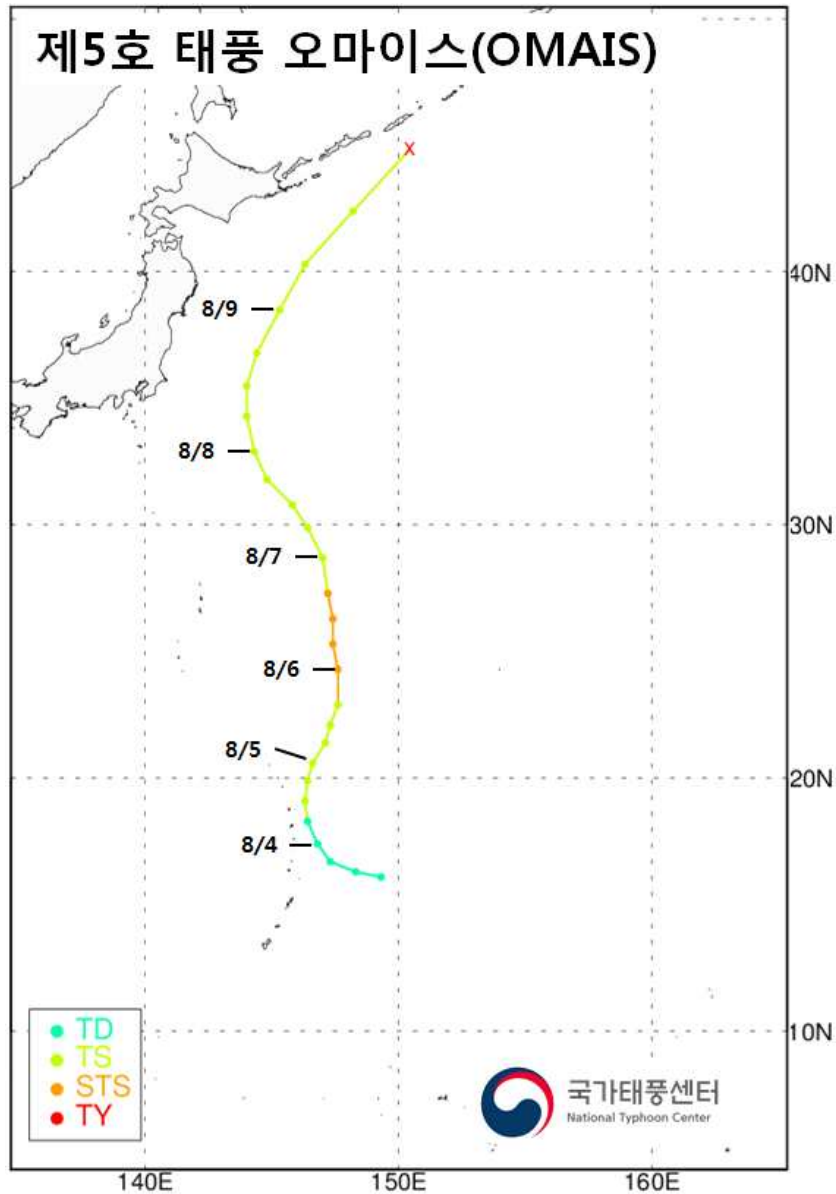 제5호 태풍 오마이스(OMAIS)
X
40N
8/9
8/8
30N
8/7
8/6
8/5
20N
8/4
TD
TS
STS
TY
10N
국가태풍센터
National Typhoon Center
140E
150E
160E